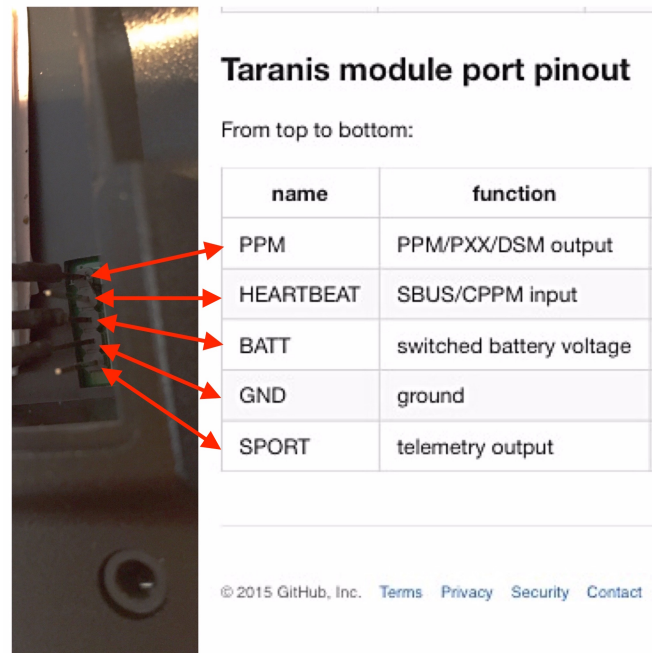 Taranis module port pinout
From top to bottom:
name function
PPM PPM/PXX/DSM output
HEARTBEAT SBUS/CPPM input
BATT switched battery voltage
GND ground
SPORT telemetry output
© 2015 GitHub, Inc. Terms Privacy Security Contact